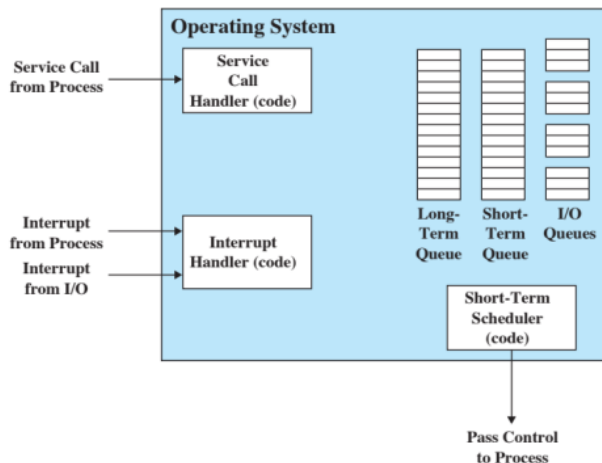 Operating System
Service Call
from Process
Service
Call
Handler (code)
Interrupt
from Process
Interrupt
from I/O
Interrupt
Handler (code)
Long-
Term
Queue
Short-
Term
Queue
I/O
Queues
Short-Term
Scheduler
(code)
Pass Control
to Process